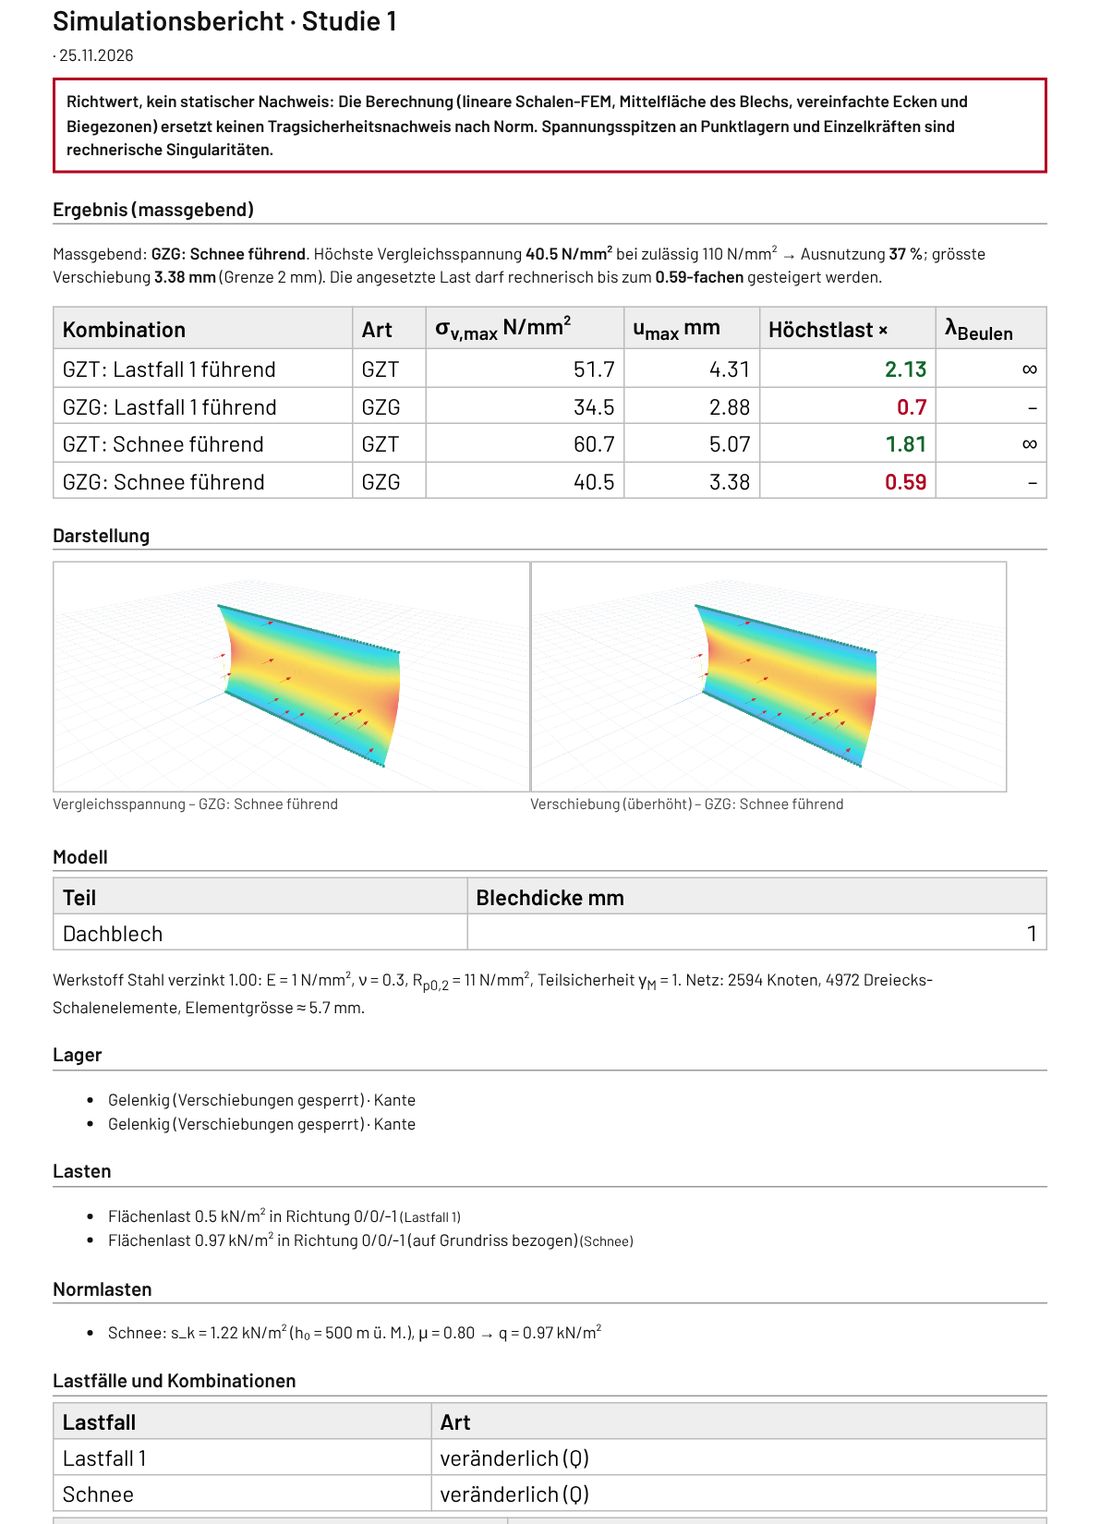 Simulationsbericht · Studie 1
· 25.11.2026
Richtwert, kein statischer Nachweis: Die Berechnung (lineare Schalen-FEM, Mittelfläche des Blechs, vereinfachte Ecken und
Biegezonen) ersetzt keinen Tragsicherheitsnachweis nach Norm. Spannungsspitzen an Punktlagern und Einzelkräften sind
rechnerische Singularitäten.
Ergebnis (massgebend)
Massgebend: GZG: Schnee führend. Höchste Vergleichsspannung 40.5 N/mm² bei zulässig 110 N/mm² → Ausnutzung 37 %; grösste
Verschiebung 3.38 mm (Grenze 2 mm). Die angesetzte Last darf rechnerisch bis zum 0.59-fachen gesteigert werden.
Kombination Art σv,max N/mm² umax mm Höchstlast × λBeulen
GZT: Lastfall 1 führend GZT 51.7 4.31 2.13 ∞
GZG: Lastfall 1 führend GZG 34.5 2.88 0.7 –
GZT: Schnee führend GZT 60.7 5.07 1.81 ∞
GZG: Schnee führend GZG 40.5 3.38 0.59 –
Darstellung
Vergleichsspannung – GZG: Schnee führend Verschiebung (überhöht) – GZG: Schnee führend
Modell
Teil Blechdicke mm
Dachblech 1
Werkstoff Stahl verzinkt 1.00: E = 1 N/mm², ν = 0.3, Rp0,2 = 11 N/mm², Teilsicherheit γM = 1. Netz: 2594 Knoten, 4972 Dreiecks-
Schalenelemente, Elementgrösse ≈ 5.7 mm.
Lager
• Gelenkig (Verschiebungen gesperrt) · Kante
• Gelenkig (Verschiebungen gesperrt) · Kante
Lasten
• Flächenlast 0.5 kN/m² in Richtung 0/0/-1 (Lastfall 1)
• Flächenlast 0.97 kN/m² in Richtung 0/0/-1 (auf Grundriss bezogen) (Schnee)
Normlasten
• Schnee: s_k = 1.22 kN/m² (h₀ = 500 m ü. M.), μ = 0.80 → q = 0.97 kN/m²
Lastfälle und Kombinationen
Lastfall Art
Lastfall 1 veränderlich (Q)
Schnee veränderlich (Q)